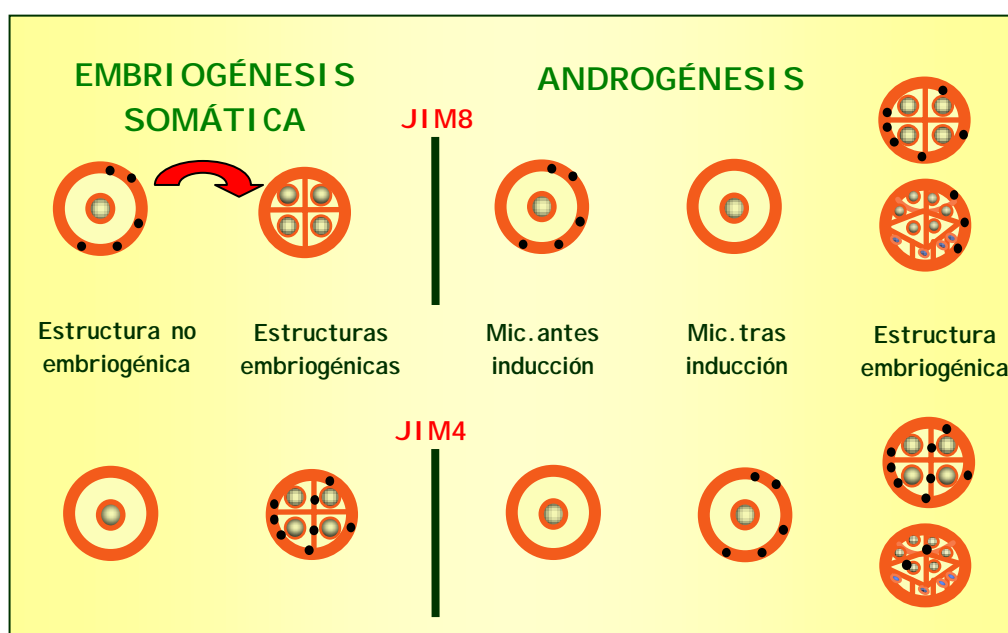 EMBRIOGÉNESIS
SOMÁTICA
ANDROGÉNESIS
JIM8
Estructura no
embriogénica
Estructuras
embriogénicas
Mic.antes
inducción
Mic.tras
inducción
Estructura
embriogénica
JIM4